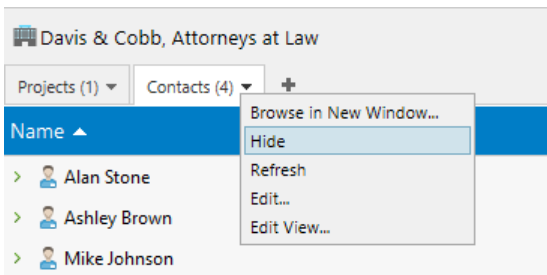 Davis & Cobb, Attorneys at Law
Projects (1) Contacts (4)
Browse in New Window...
Name
Hide
Refresh
Alan Stone
Edit...
Ashley Brown
Edit View...
Mike Johnson